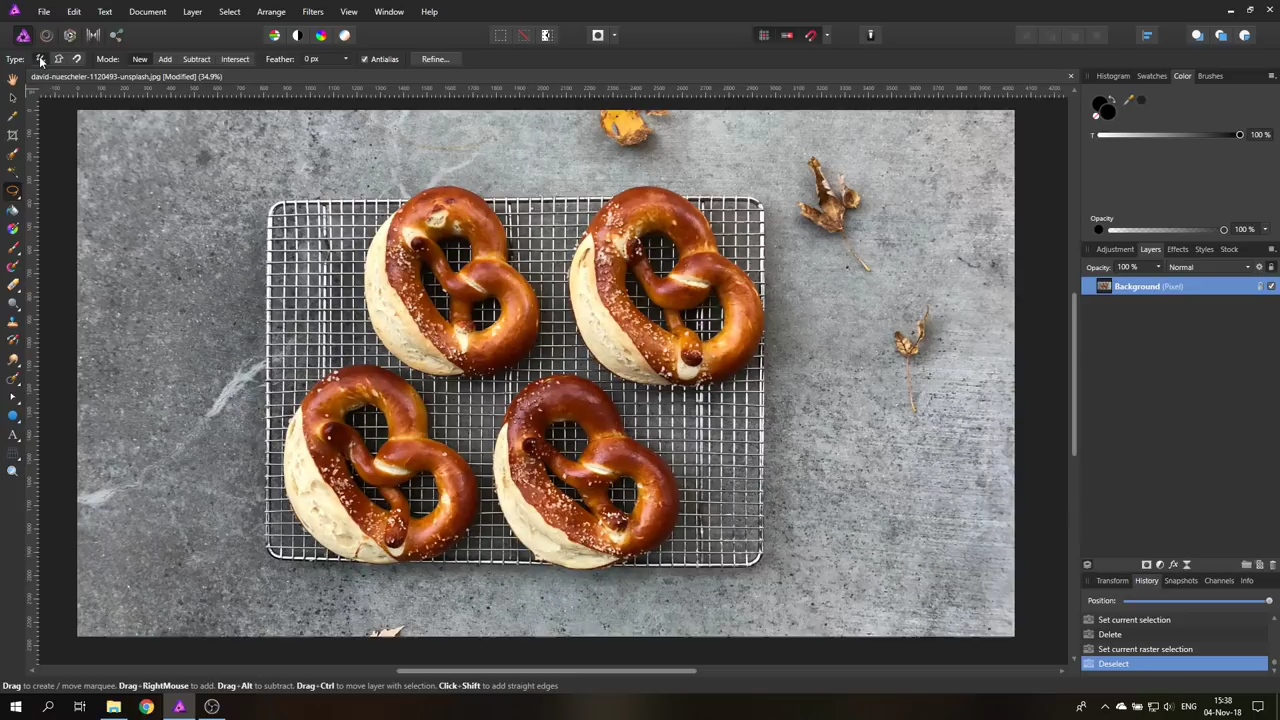 File Edit Text Document Layer Select Arrange Filters View Window Help
Type: Mode: New Add Subtract Intersect Feather: 0 px Antialias Refine...
david-nuescheler-1120493-unsplash.jpg [Modified] (34.9%)
Histogram Swatches Color Brushes
100 %
Opacity
100 %
Adjustment Layers Effects Styles Stock
Opacity: 100 % Normal
Background (Pixel)
Transform History Snapshots Channels Info
Position:
Set current selection
Delete
Set current raster selection
Deselect
Drag to create / move marquee. Drag+RightMouse to add. Drag+Alt to subtract. Drag+Ctrl to move layer with selection. Click+Shift to add straight edges
ENG
15:38
04-Nov-18